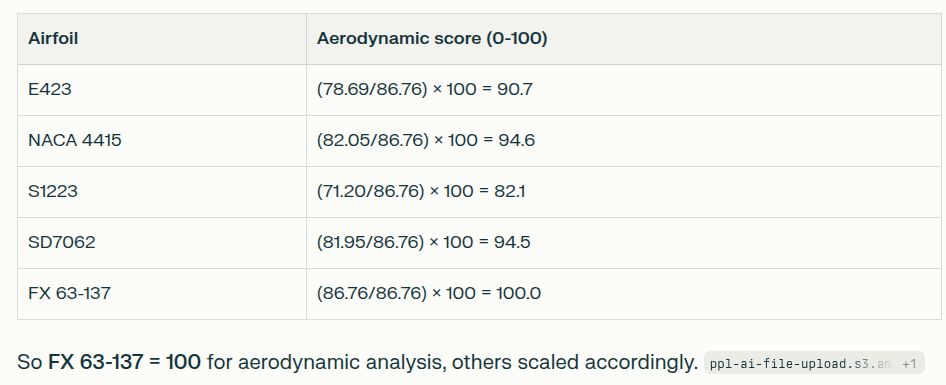 Airfoil Aerodynamic score (0-100)
E423 (78.69/86.76) × 100 = 90.7
NACA 4415 (82.05/86.76) × 100 = 94.6
S1223 (71.20/86.76) × 100 = 82.1
SD7062 (81.95/86.76) × 100 = 94.5
FX 63-137 (86.76/86.76) × 100 = 100.0
So FX 63-137 = 100 for aerodynamic analysis, others scaled accordingly. ppl-ai-file-upload.s3.am +1